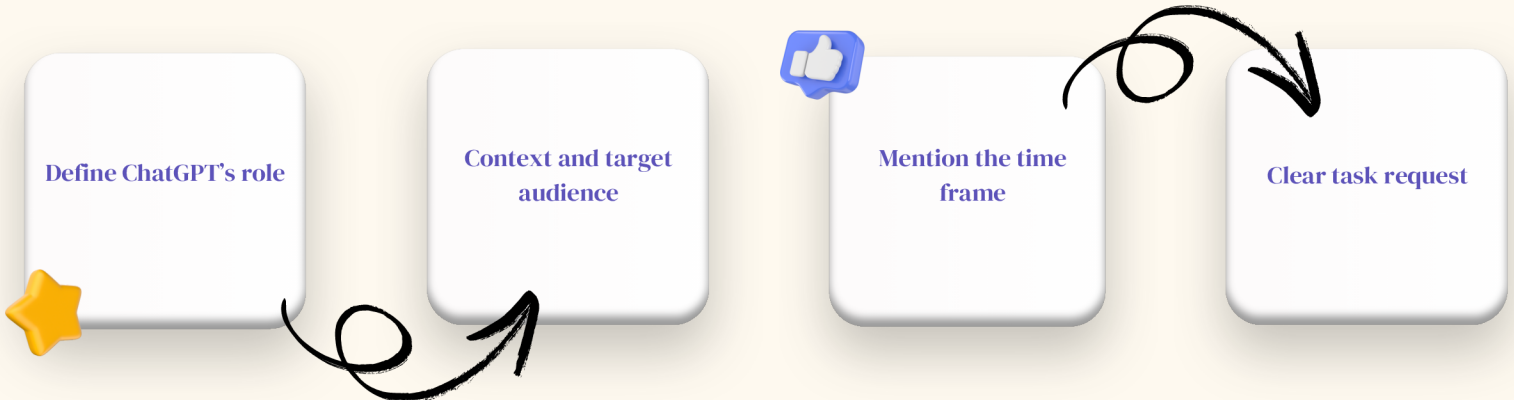 Define ChatGPT’s role
Context and target
audience
Mention the time
frame
Clear task request